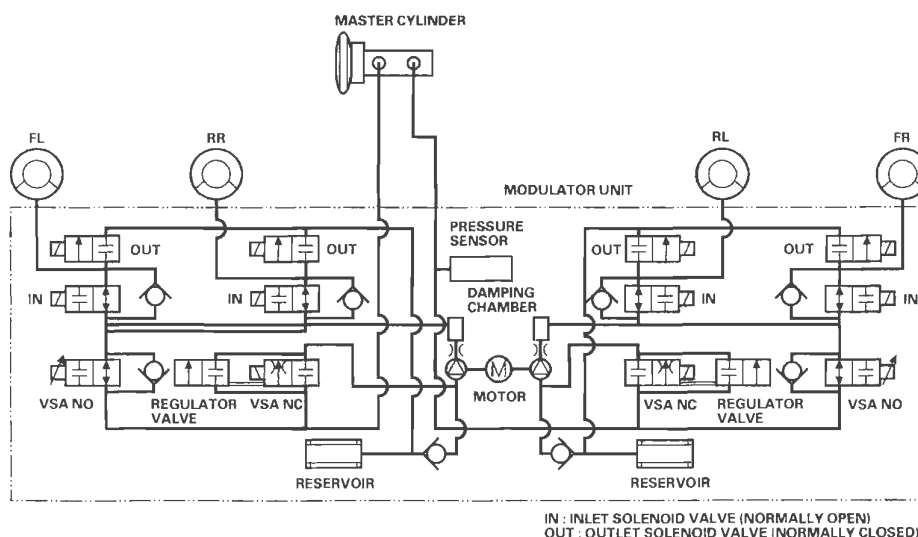 MASTER CYLINDER
FL
RR
RL
FR
MODULATOR UNIT
PRESSURE
SENSOR
OUT
OUT
OUT
OUT
DAMPING
CHAMBER
IN
IN
IN
IN
MOTOR
VSA NO
REGULATOR
VALVE
VSA NC
VSA NC
REGULATOR
VALVE
VSA NO
RESERVOIR
RESERVOIR
IN : INLET SOLENOID VALVE (NORMALLY OPEN)
OUT : OUTLET SOLENOID VALVE (NORMALLY CLOSED)